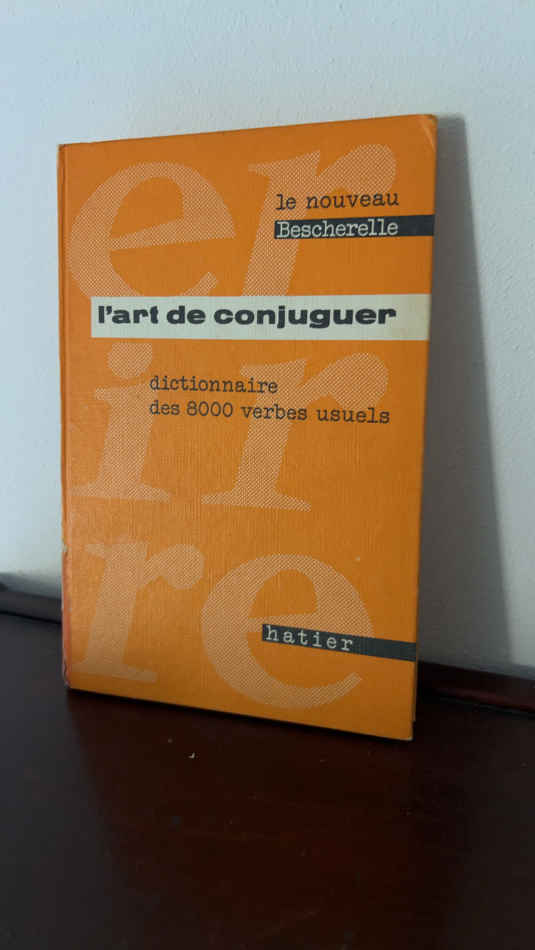 er
le nouveau
Bescherelle
l'art de conjuguer
dictionnaire
des 8000 verbes usuels
ir
re
hatier